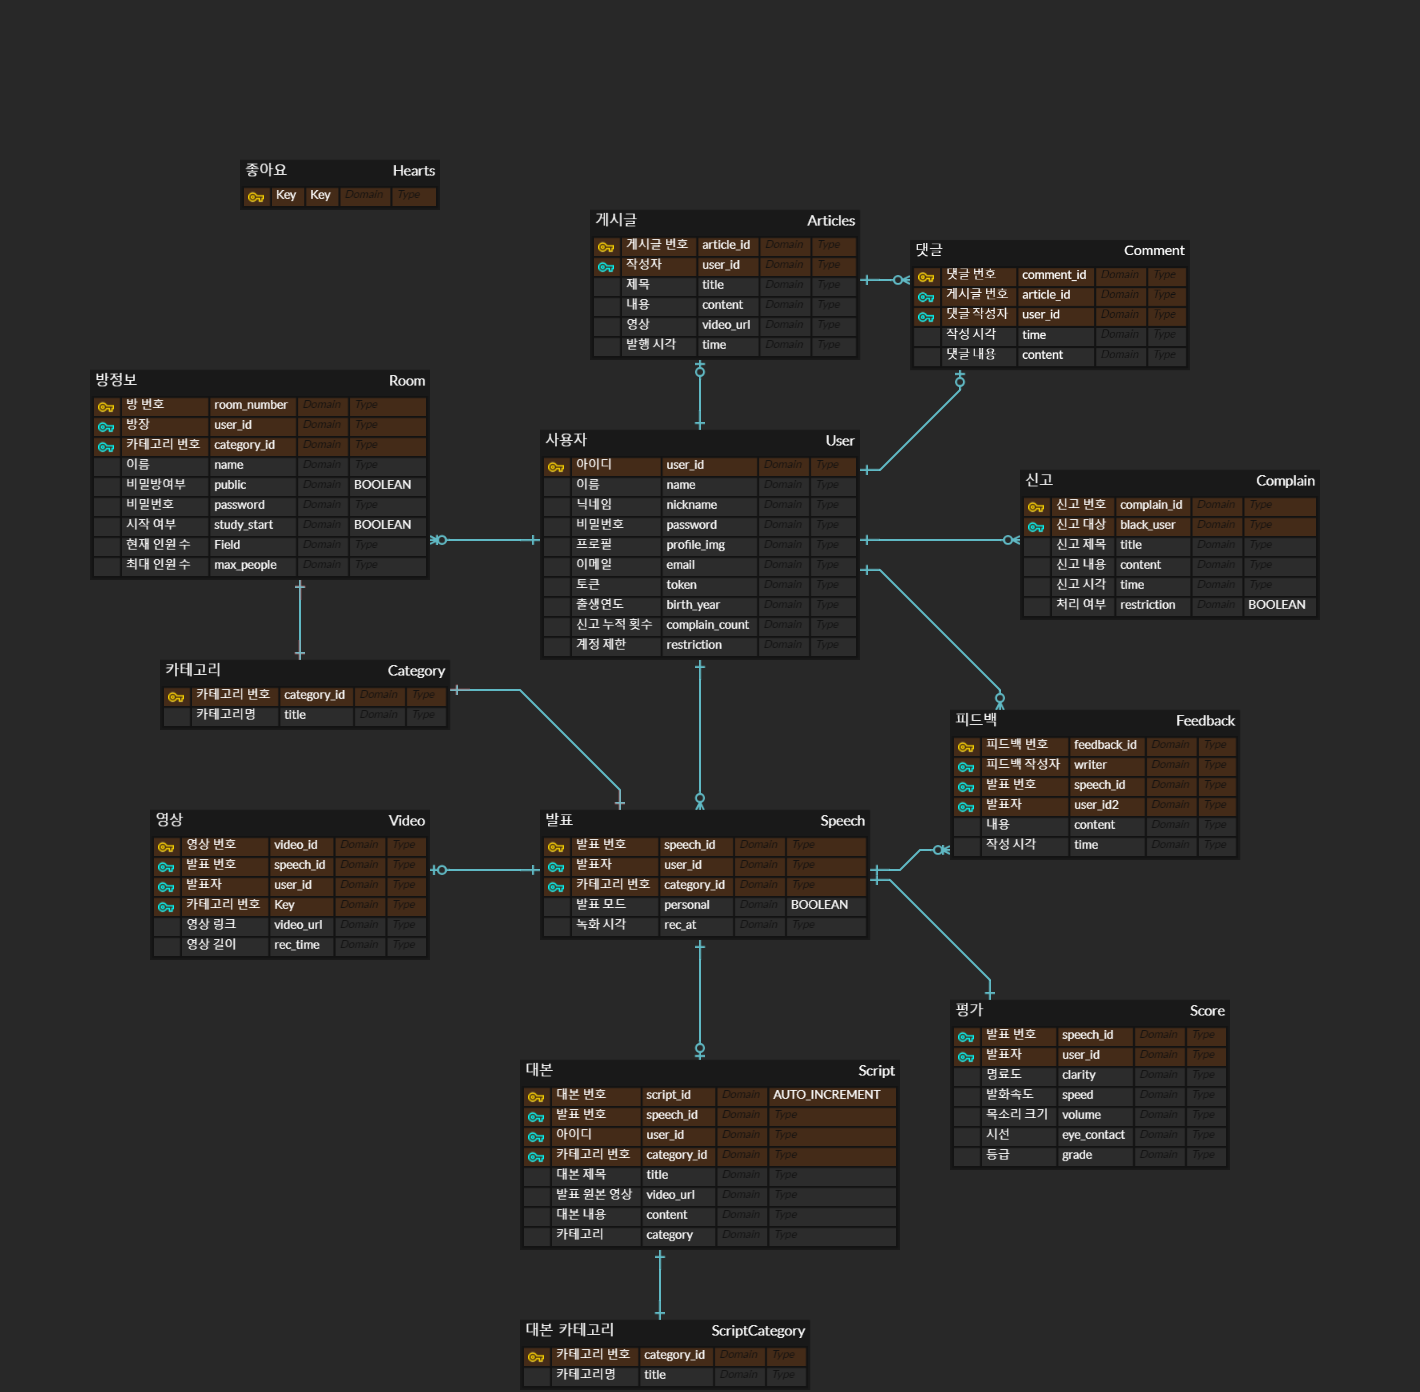 좋아요 Hearts
Key Key Domain Type
게시글 Articles
게시글 번호 article_id Domain Type
작성자 user_id Domain Type
제목 title Domain Type
내용 content Domain Type
영상 video_url Domain Type
발행 시각 time Domain Type
댓글 Comment
댓글 번호 comment_id Domain Type
게시글 번호 article_id Domain Type
댓글 작성자 user_id Domain Type
작성 시각 time Domain Type
댓글 내용 content Domain Type
방정보 Room
방 번호 room_number Domain Type
방장 user_id Domain Type
카테고리 번호 category_id Domain Type
이름 name Domain Type
비밀방여부 public Domain BOOLEAN
비밀번호 password Domain Type
시작 여부 study_start Domain BOOLEAN
현재 인원 수 Field Domain Type
최대 인원 수 max_people Domain Type
사용자 User
아이디 user_id Domain Type
이름 name Domain Type
닉네임 nickname Domain Type
비밀번호 password Domain Type
프로필 profile_img Domain Type
이메일 email Domain Type
토큰 token Domain Type
출생연도 birth_year Domain Type
신고 누적 횟수 complain_count Domain Type
계정 제한 restriction Domain Type
신고 Complain
신고 번호 complain_id Domain Type
신고 대상 black_user Domain Type
신고 제목 title Domain Type
신고 내용 content Domain Type
신고 시각 time Domain Type
처리 여부 restriction Domain BOOLEAN
카테고리 Category
카테고리 번호 category_id Domain Type
카테고리명 title Domain Type
피드백 Feedback
피드백 번호 feedback_id Domain Type
피드백 작성자 writer Domain Type
발표 번호 speech_id Domain Type
발표자 user_id2 Domain Type
내용 content Domain Type
작성 시각 time Domain Type
영상 Video
영상 번호 video_id Domain Type
발표 번호 speech_id Domain Type
발표자 user_id Domain Type
카테고리 번호 Key Domain Type
영상 링크 video_url Domain Type
영상 길이 rec_time Domain Type
발표 Speech
발표 번호 speech_id Domain Type
발표자 user_id Domain Type
카테고리 번호 category_id Domain Type
발표 모드 personal Domain BOOLEAN
녹화 시각 rec_at Domain Type
평가 Score
발표 번호 speech_id Domain Type
발표자 user_id Domain Type
명료도 clarity Domain Type
발화속도 speed Domain Type
목소리 크기 volume Domain Type
시선 eye_contact Domain Type
등급 grade Domain Type
대본 Script
대본 번호 script_id Domain AUTO_INCREMENT
발표 번호 speech_id Domain Type
아이디 user_id Domain Type
카테고리 번호 category_id Domain Type
대본 제목 title Domain Type
발표 원본 영상 video_url Domain Type
대본 내용 content Domain Type
카테고리 category Domain Type
대본 카테고리 ScriptCategory
카테고리 번호 category_id Domain Type
카테고리명 title Domain Type